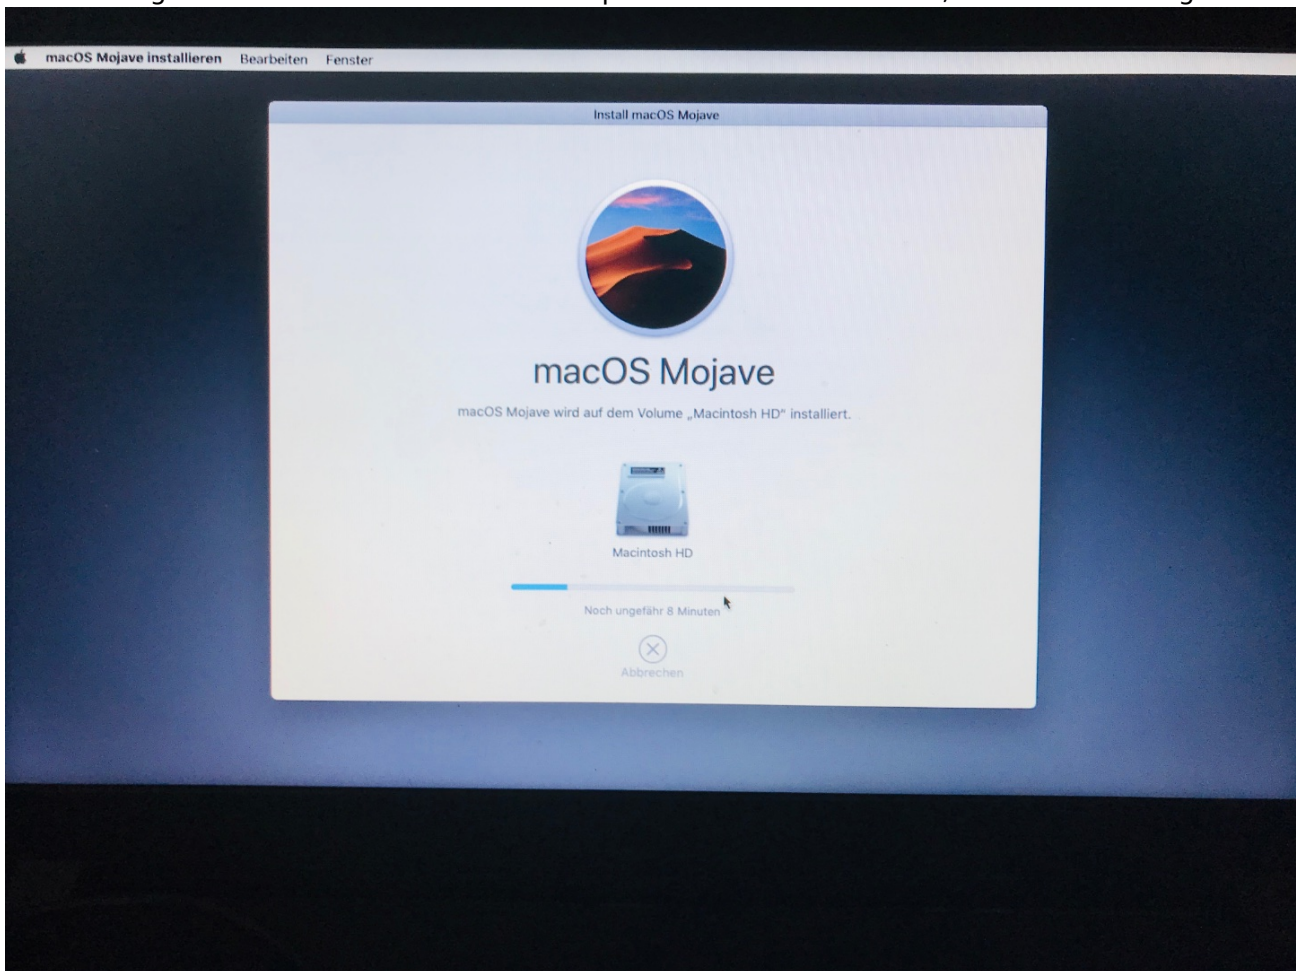 macOS Mojave installieren Bearbeiten Fenster
Install macOS Mojave
macOS Mojave
macOS Mojave wird auf dem Volume „Macintosh HD“ installiert.
Macintosh HD
Noch ungefähr 8 Minuten
Abbrechen